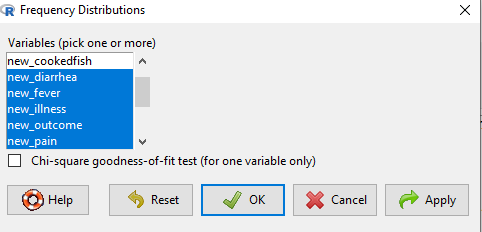 Frequency Distributions
Variables (pick one or more)
new_cookedfish
new_diarrhea
new_fever
new_illness
new_outcome
new_pain
Chi-square goodness-of-fit test (for one variable only)
Help Reset OK Cancel Apply